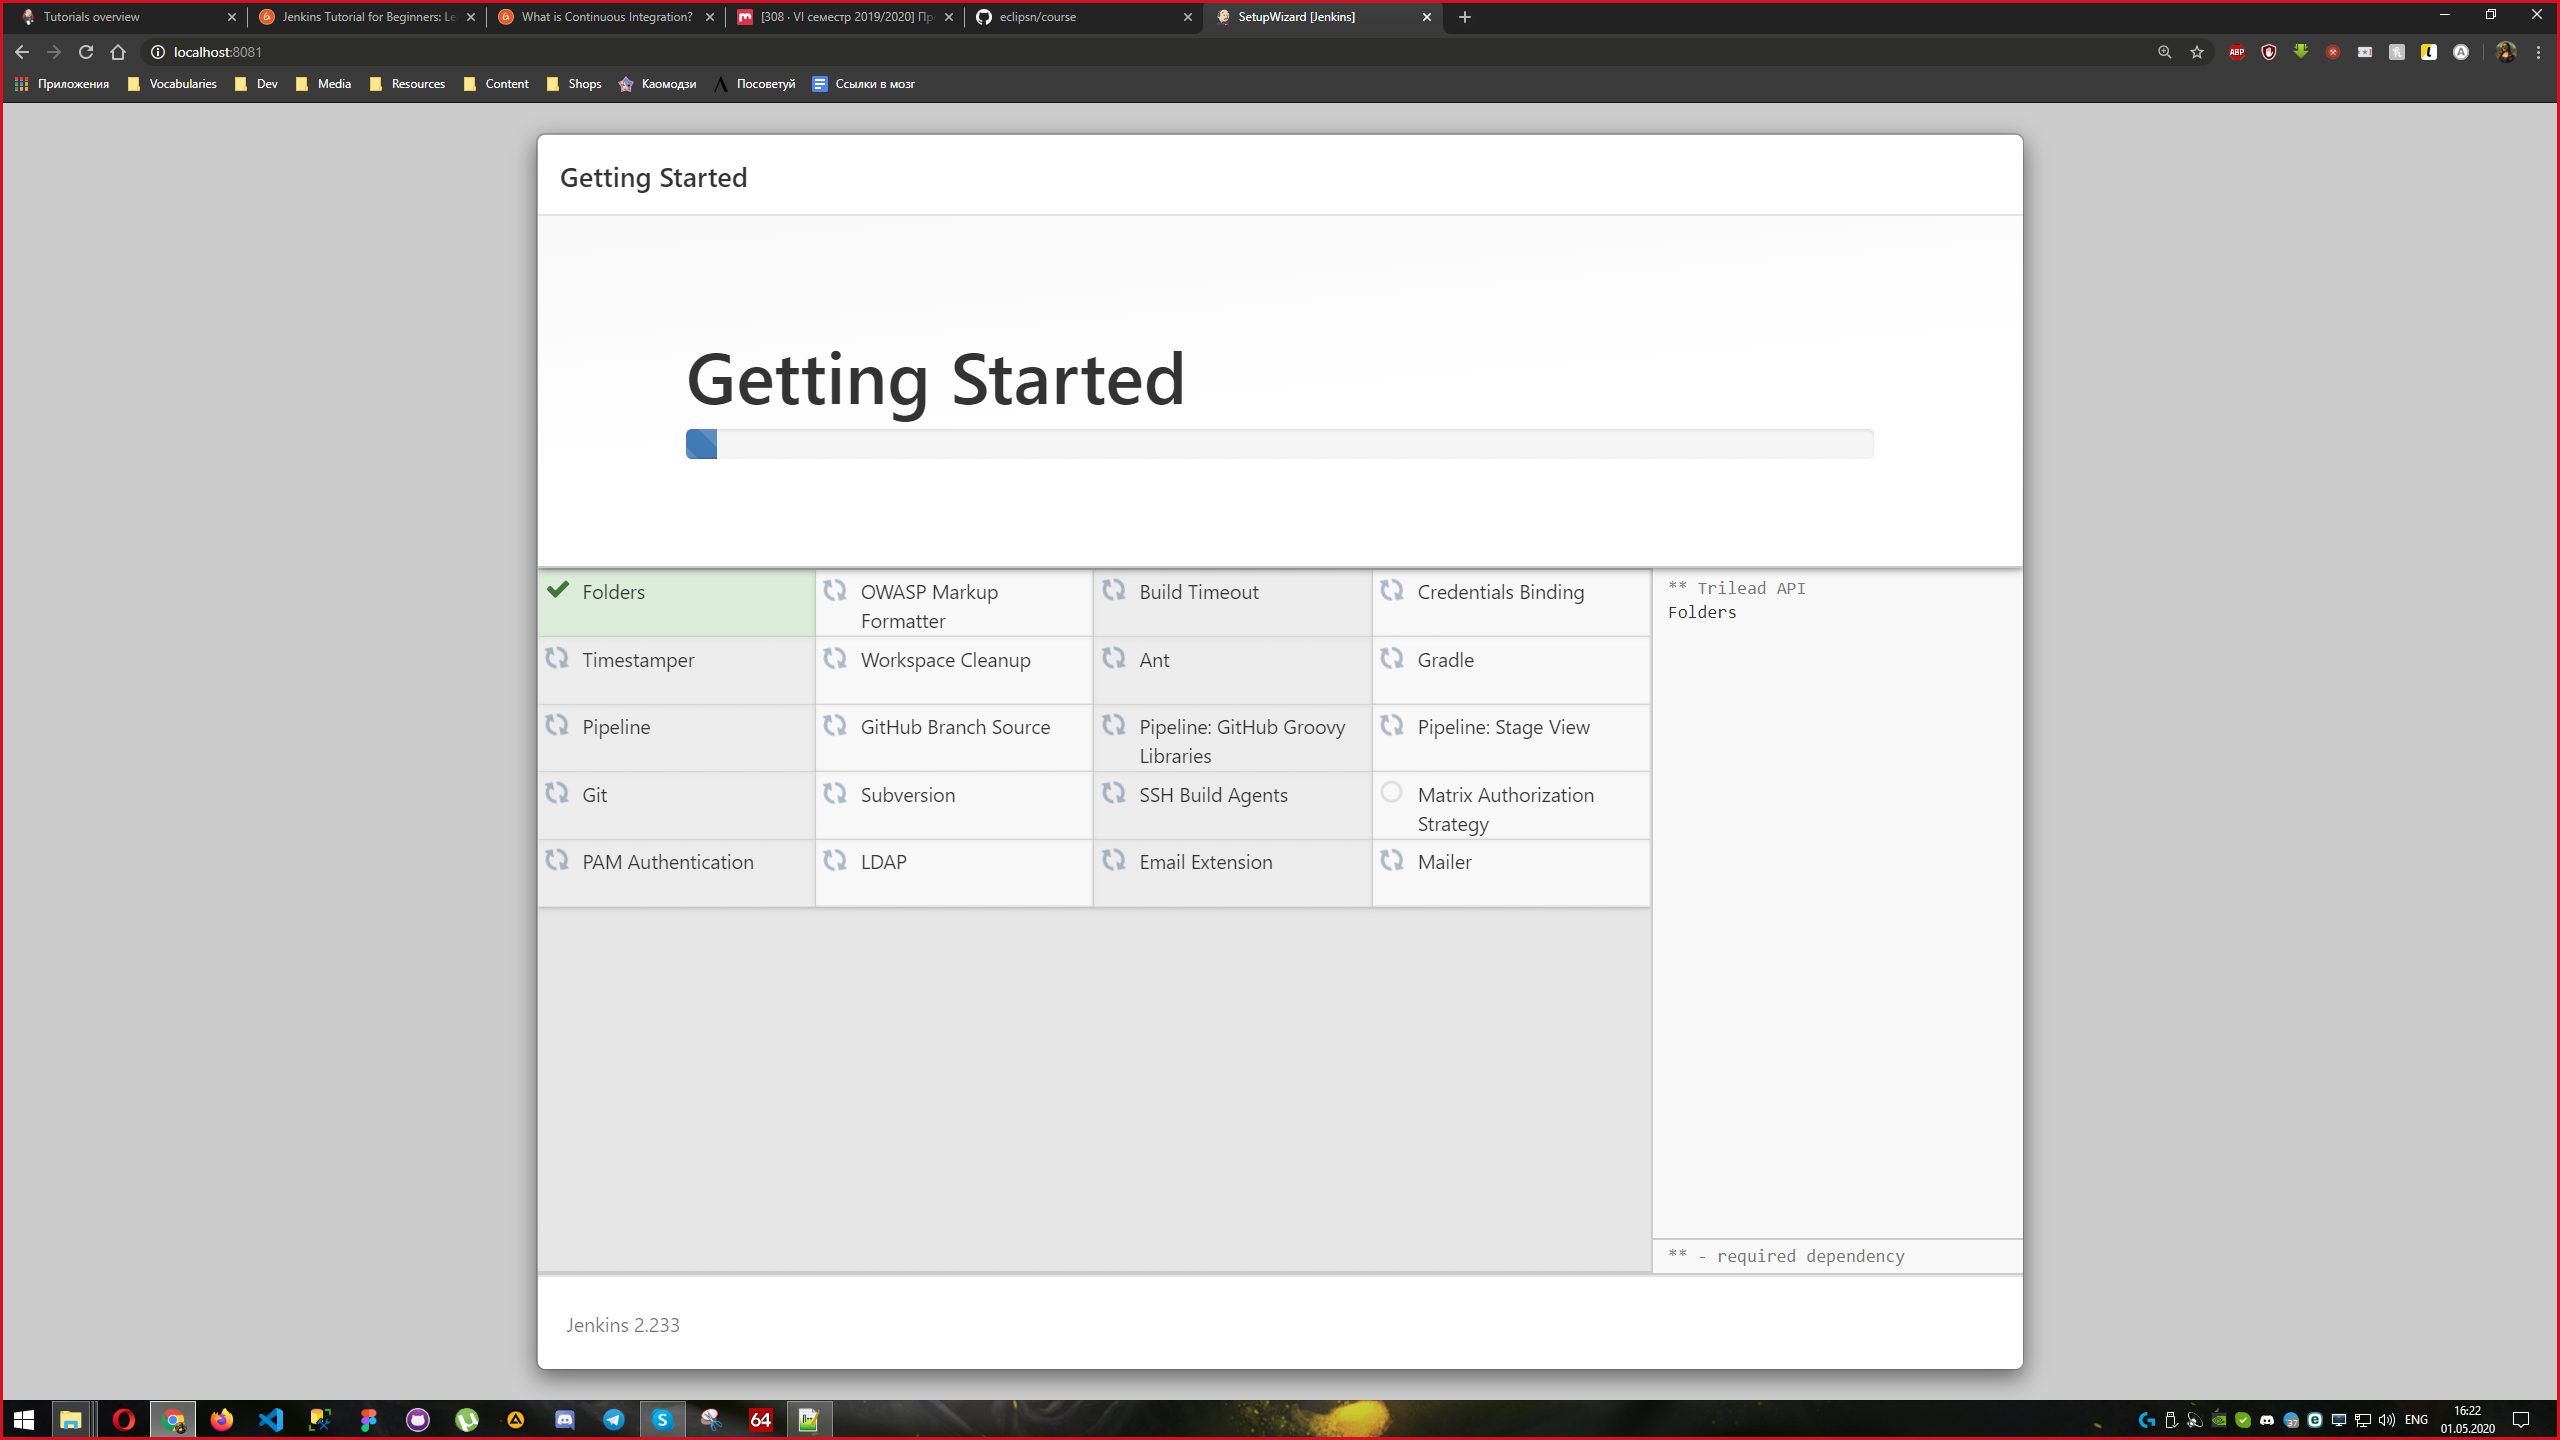 Tutorials overview
Jenkins Tutorial for Beginners: Le
What is Continuous Integration?
[308 · VI семестр 2019/2020] Пр
eclipsn/course
SetupWizard [Jenkins]
localhost:8081
ABP
Приложения
Vocabularies
Dev
Media
Resources
Content
Shops
Каомодзи
Посоветуй
Ссылки в мозг
Getting Started
Getting Started
Folders
OWASP Markup Formatter
Build Timeout
Credentials Binding
Timestamper
Workspace Cleanup
Ant
Gradle
Pipeline
GitHub Branch Source
Pipeline: GitHub Groovy Libraries
Pipeline: Stage View
Git
Subversion
SSH Build Agents
Matrix Authorization Strategy
PAM Authentication
LDAP
Email Extension
Mailer
** Trilead API
Folders
** - required dependency
Jenkins 2.233
64
37
ENG
16:22
01.05.2020